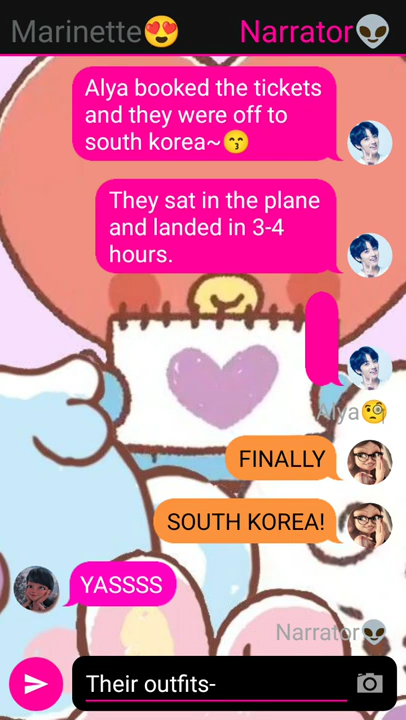 Marinette😍 Narrator👽
Alya booked the tickets
and they were off to
south korea~😙
They sat in the plane
and landed in 3-4
hours.
Alya🧐
FINALLY
SOUTH KOREA!
YASSSS
Narrator👽
Their outfits-